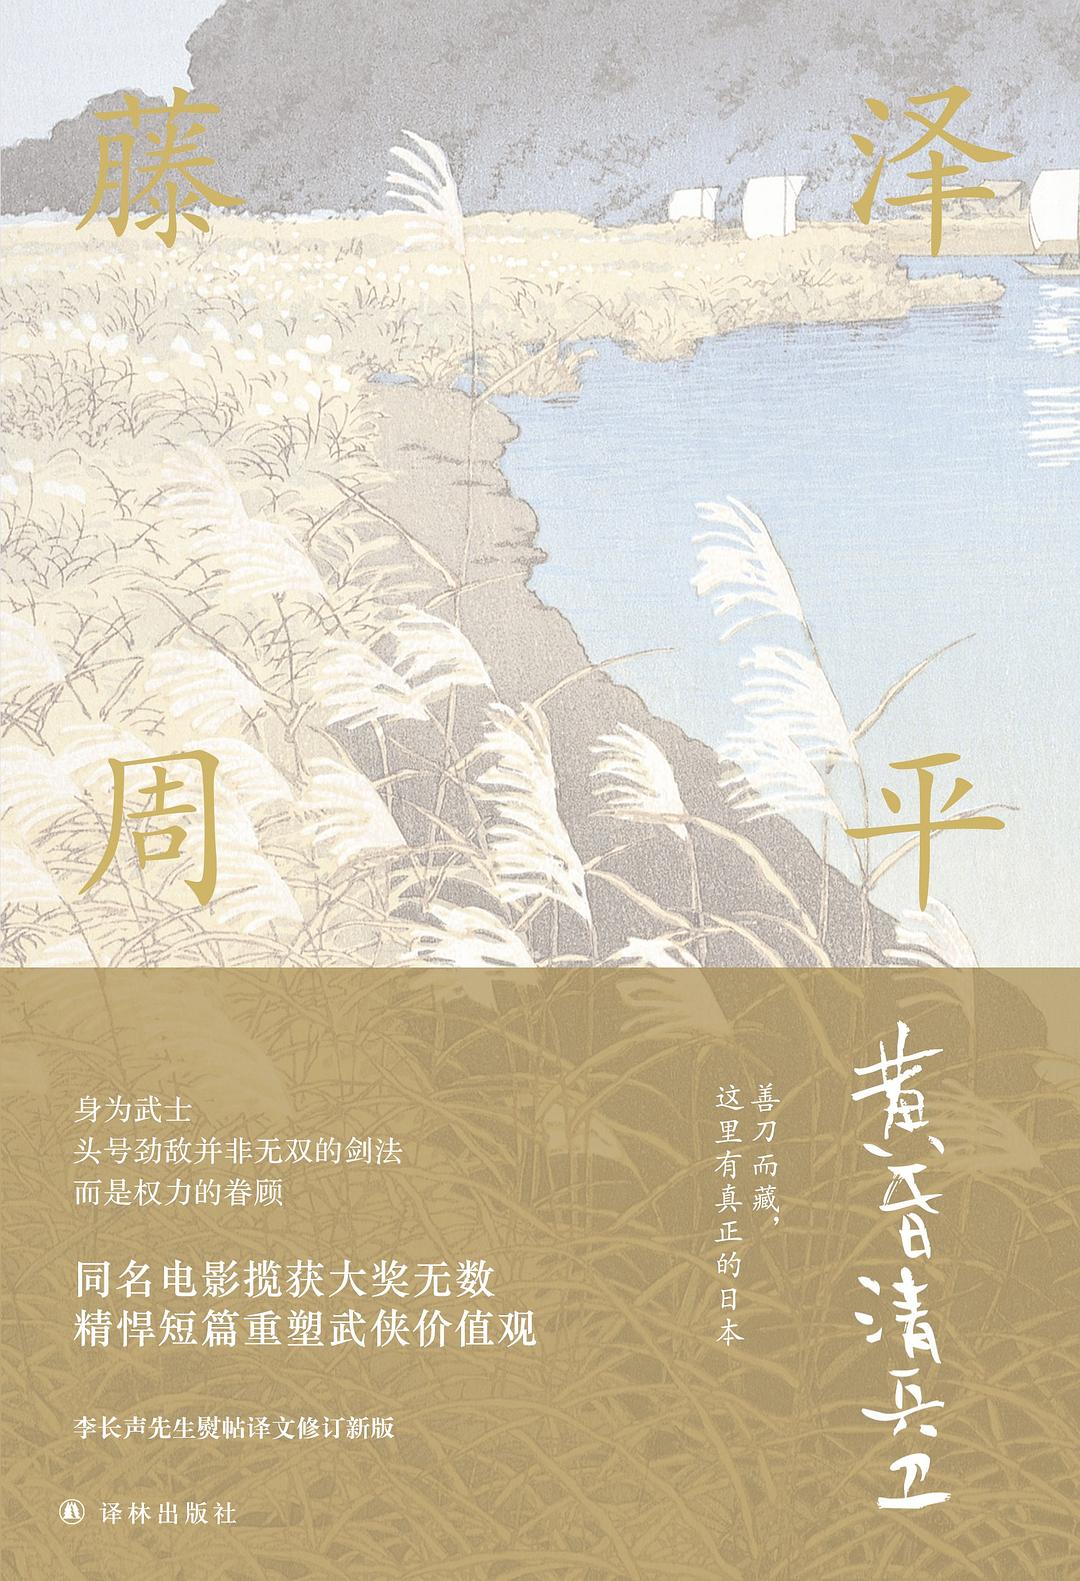 藤泽
周平
黄昏清兵卫
善刀而藏，
这里有真正的日本
身为武士
头号劲敌并非无双的剑法
而是权力的眷顾
同名电影揽获大奖无数
精悍短篇重塑武侠价值观
李长声先生熨帖译文修订新版
译林出版社